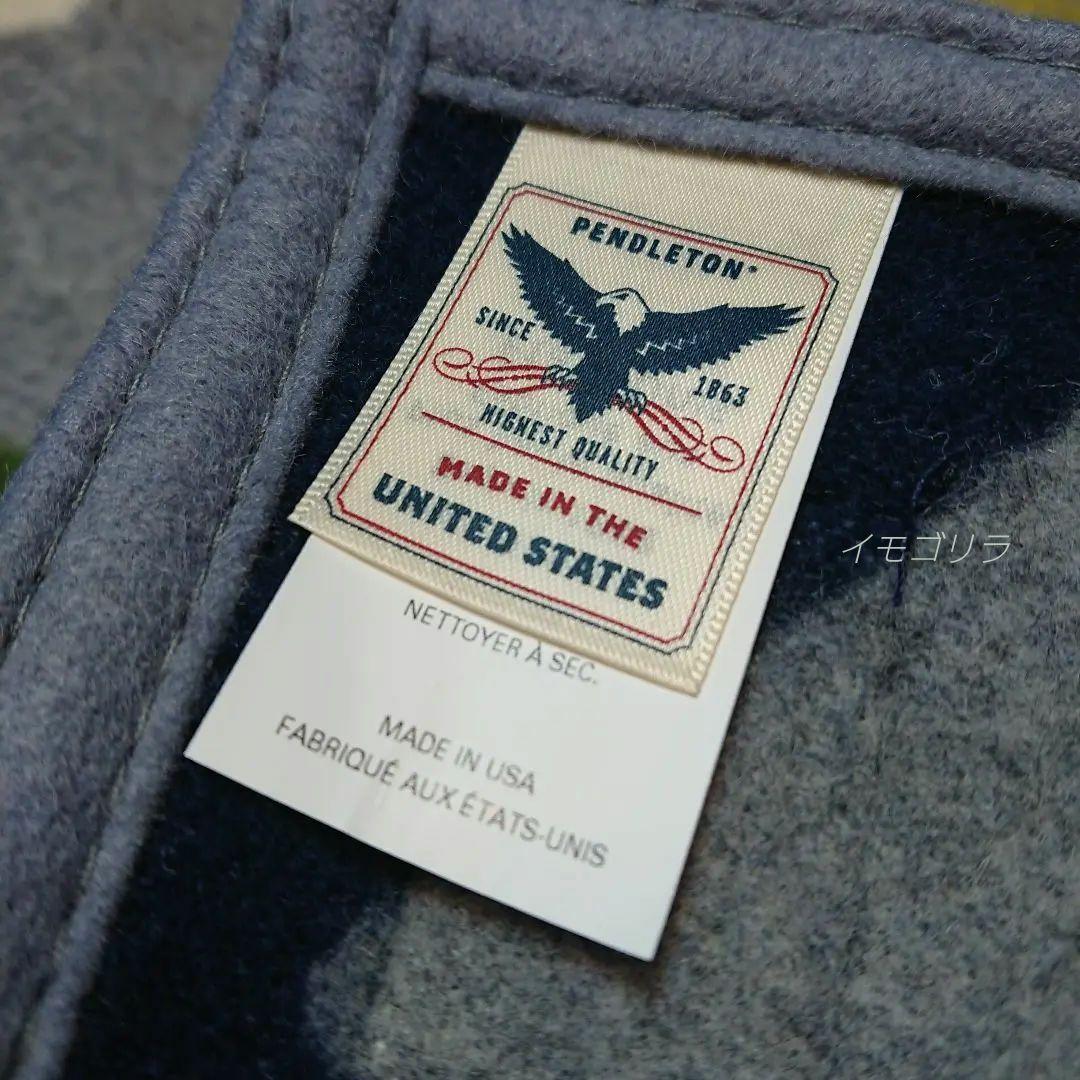 PENDLETON®
SINCE 1863
HIGHEST QUALITY
MADE IN THE
UNITED STATES
イモゴリラ
NETTOYER À SEC.
MADE IN USA
FABRIQUÉ AUX ÉTATS-UNIS